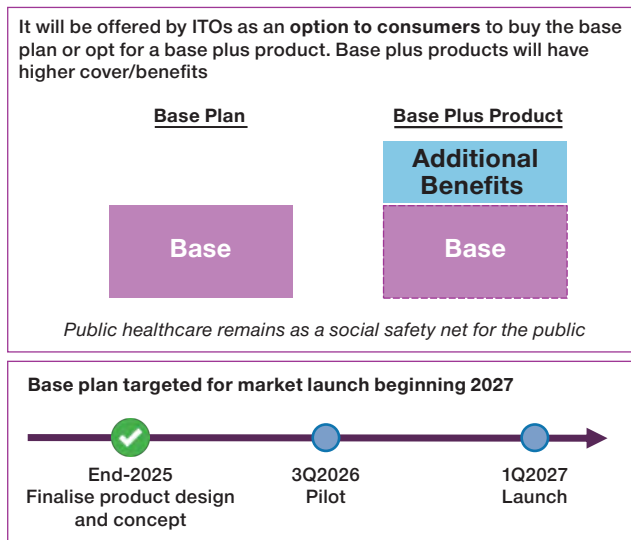 It will be offered by ITOs as an option to consumers to buy the base
plan or opt for a base plus product. Base plus products will have
higher cover/benefits
Base Plan
Base Plus Product
Additional
Benefits
Base
Base
Public healthcare remains as a social safety net for the public
Base plan targeted for market launch beginning 2027
End-2025
Finalise product design
and concept
3Q2026
Pilot
1Q2027
Launch